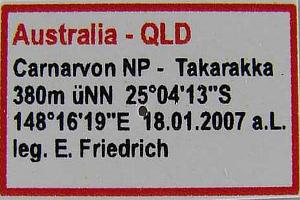 Australia - QLD
Carnarvon NP - Takarakka
380m üNN 25°04'13"S
148°16'19"E 18.01.2007 a.L.
leg. E. Friedrich